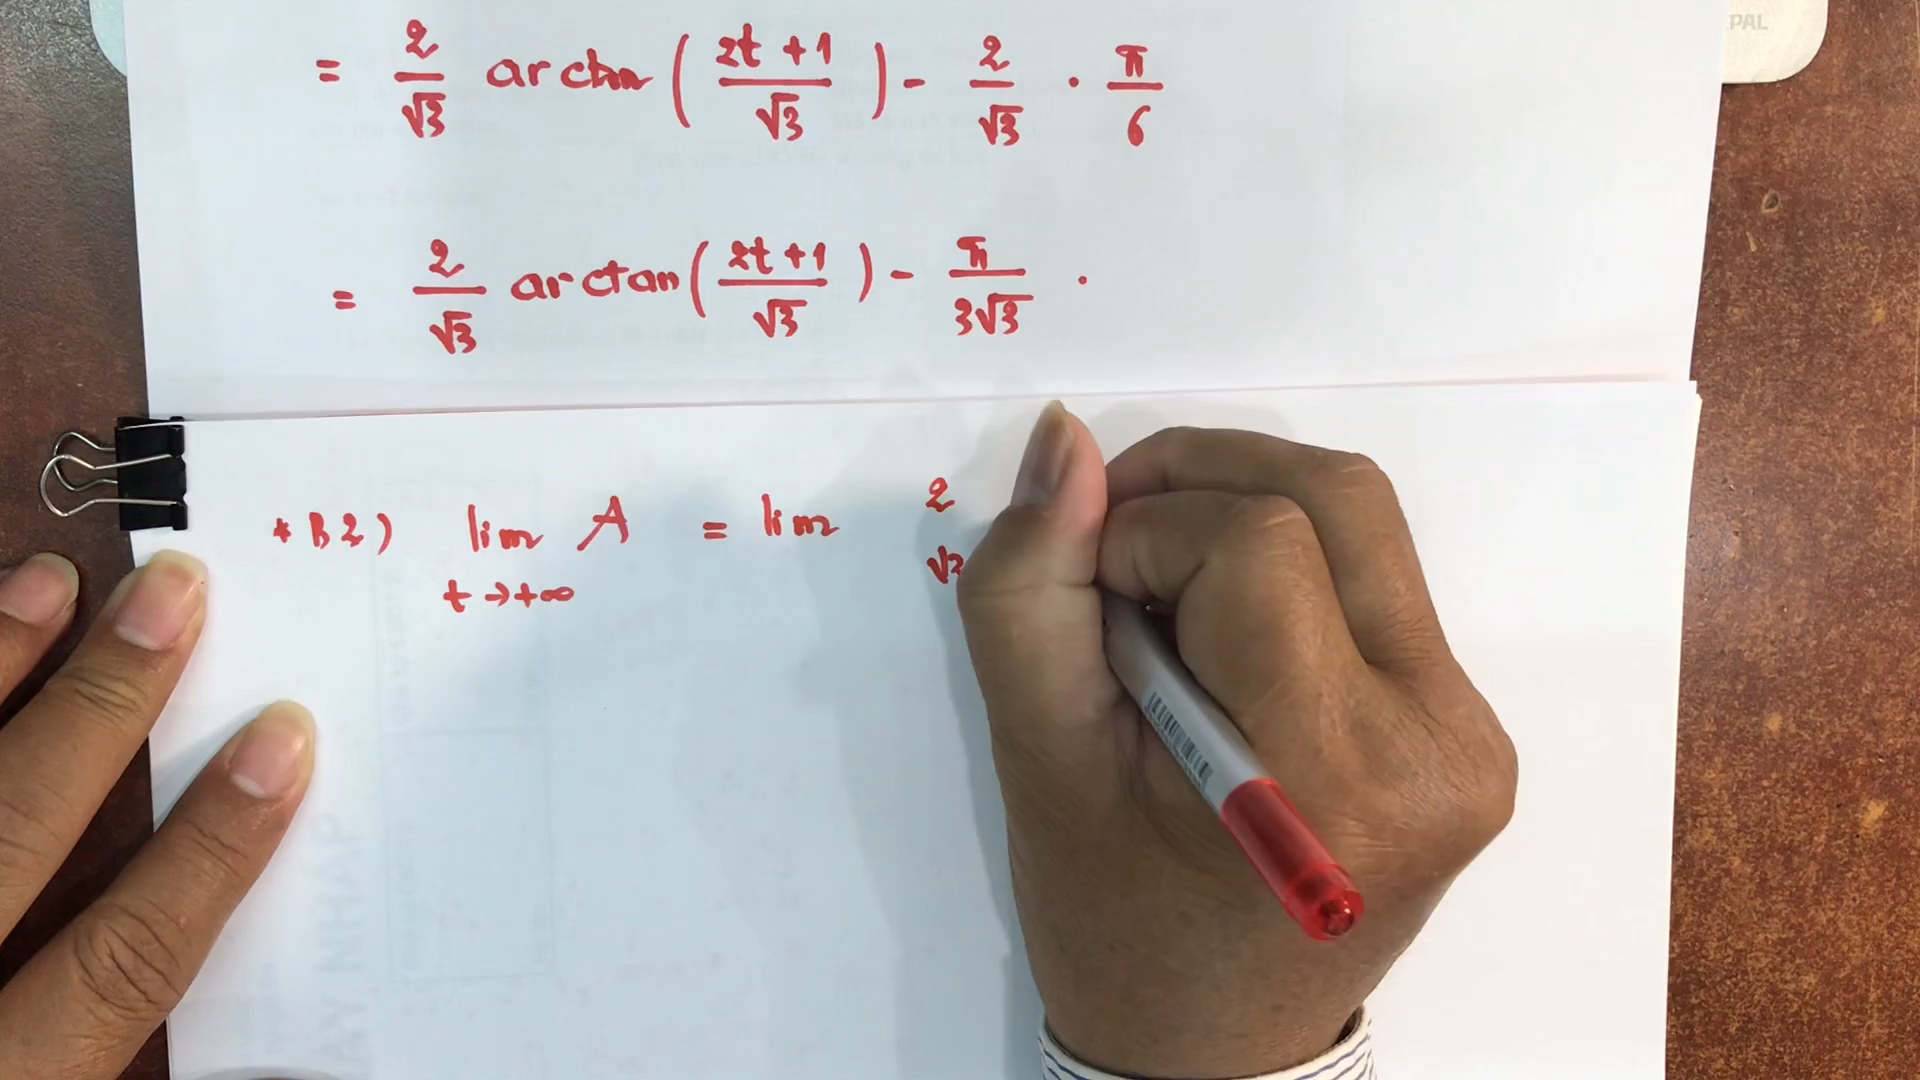 = 2/√3 arctan ( 2t+1 / √3 ) - 2/√3 · π/6
= 2/√3 arctan ( 2t+1 / √3 ) - π / 3√3 .
* B2) lim A = lim 2
t→+∞
PAL